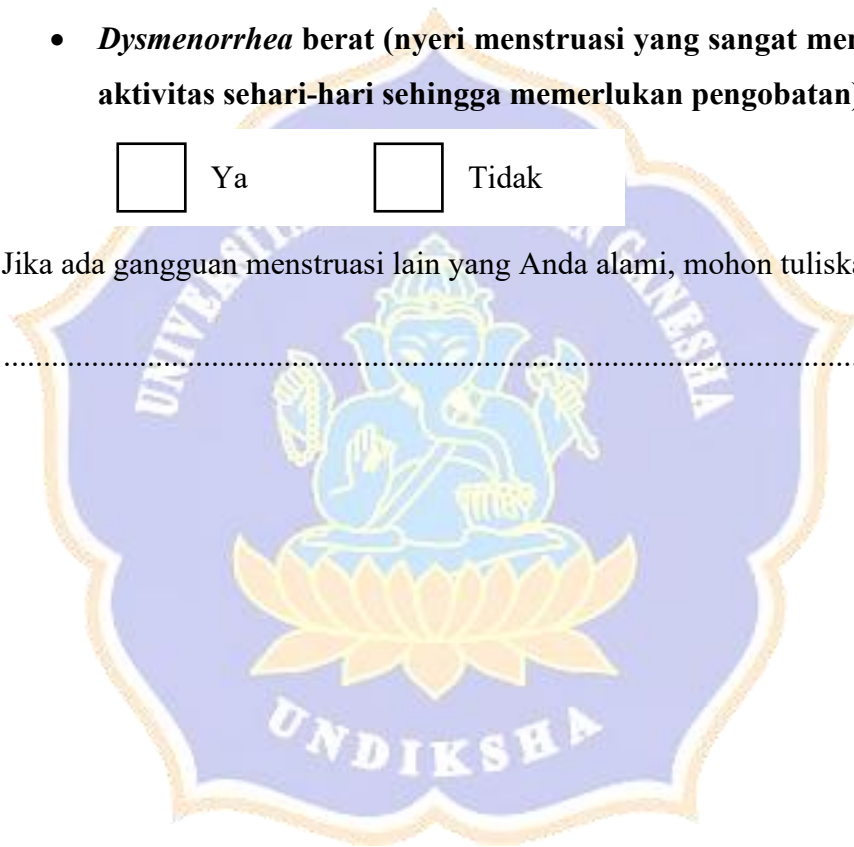 • Dysmenorrhea berat (nyeri menstruasi yang sangat
aktivitas sehari-hari sehingga memerlukan pengobatan)
Ya Tidak
Jika ada gangguan menstruasi lain yang Anda alami, mohon
....................................................................................................
UNDIKSHA